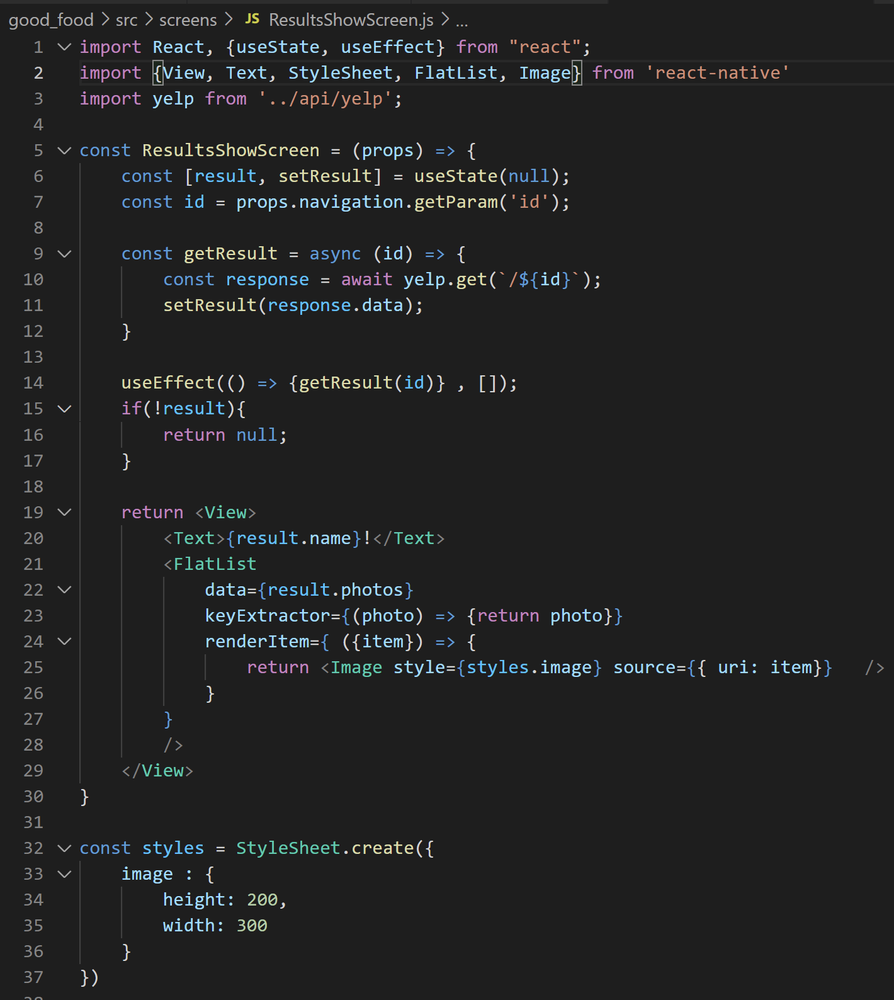 good_food > src > screens > JS ResultsShowScreen.js > ...
1 import React, {useState, useEffect} from "react";
2 import {View, Text, StyleSheet, FlatList, Image} from 'react-native'
3 import yelp from '../api/yelp';
4
5 const ResultsShowScreen = (props) => {
6     const [result, setResult] = useState(null);
7     const id = props.navigation.getParam('id');
8
9     const getResult = async (id) => {
10         const response = await yelp.get(`/${id}`);
11         setResult(response.data);
12     }
13
14     useEffect(() => {getResult(id)} , []);
15     if(!result){
16         return null;
17     }
18
19     return <View>
20         <Text>{result.name}!</Text>
21         <FlatList
22             data={result.photos}
23             keyExtractor={(photo) => {return photo}}
24             renderItem={ ({item}) => {
25                 return <Image style={styles.image} source={{ uri: item}}   />
26             }
27         }
28         />
29     </View>
30 }
31
32 const styles = StyleSheet.create({
33     image : {
34         height: 200,
35         width: 300
36     }
37 })
38